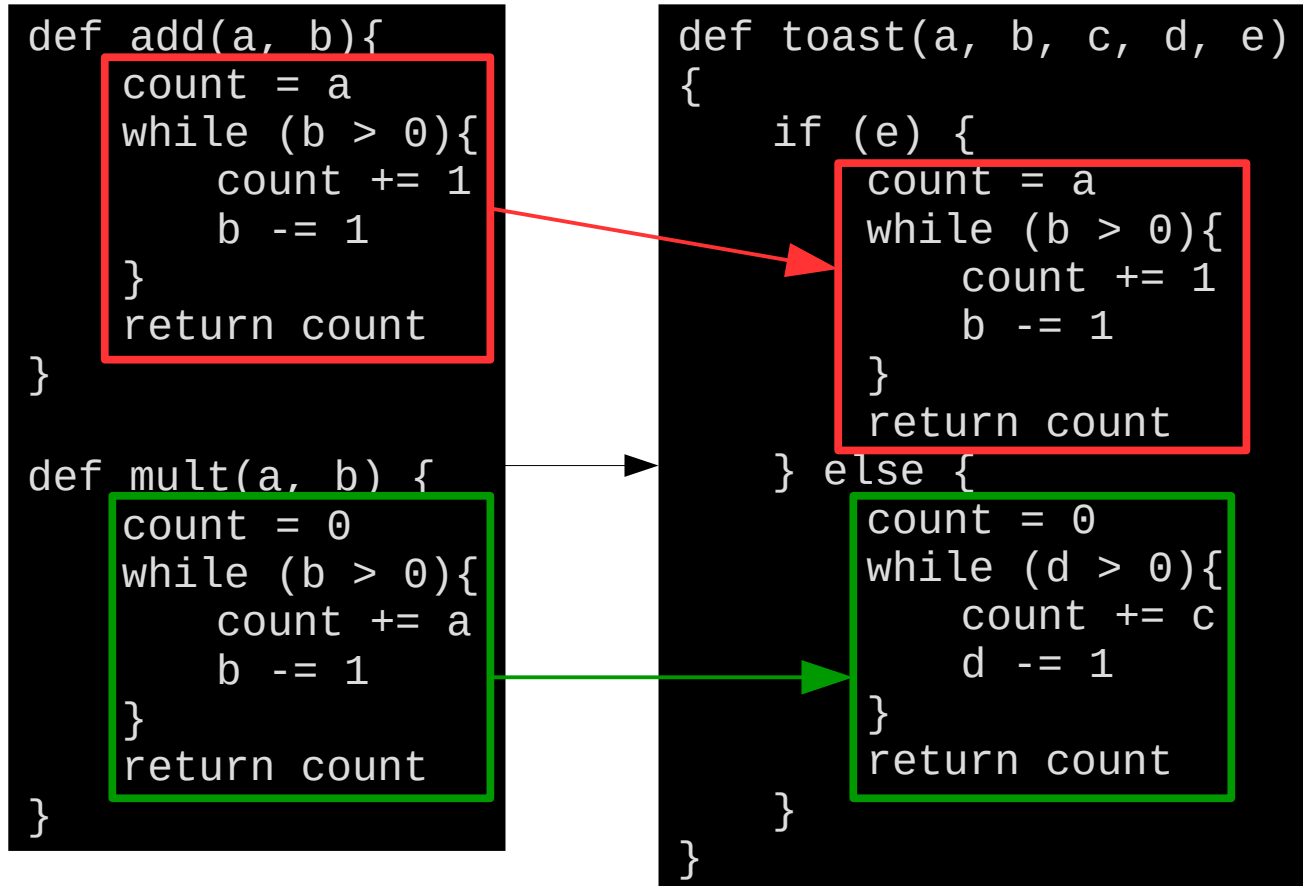 def add(a, b){
    count = a
    while (b > 0){
        count += 1
        b -= 1
    }
    return count
}
def mult(a, b) {
    count = 0
    while (b > 0){
        count += a
        b -= 1
    }
    return count
}
def toast(a, b, c, d, e)
{
    if (e) {
        count = a
        while (b > 0){
            count += 1
            b -= 1
        }
        return count
    } else {
        count = 0
        while (d > 0){
            count += c
            d -= 1
        }
        return count
    }
}